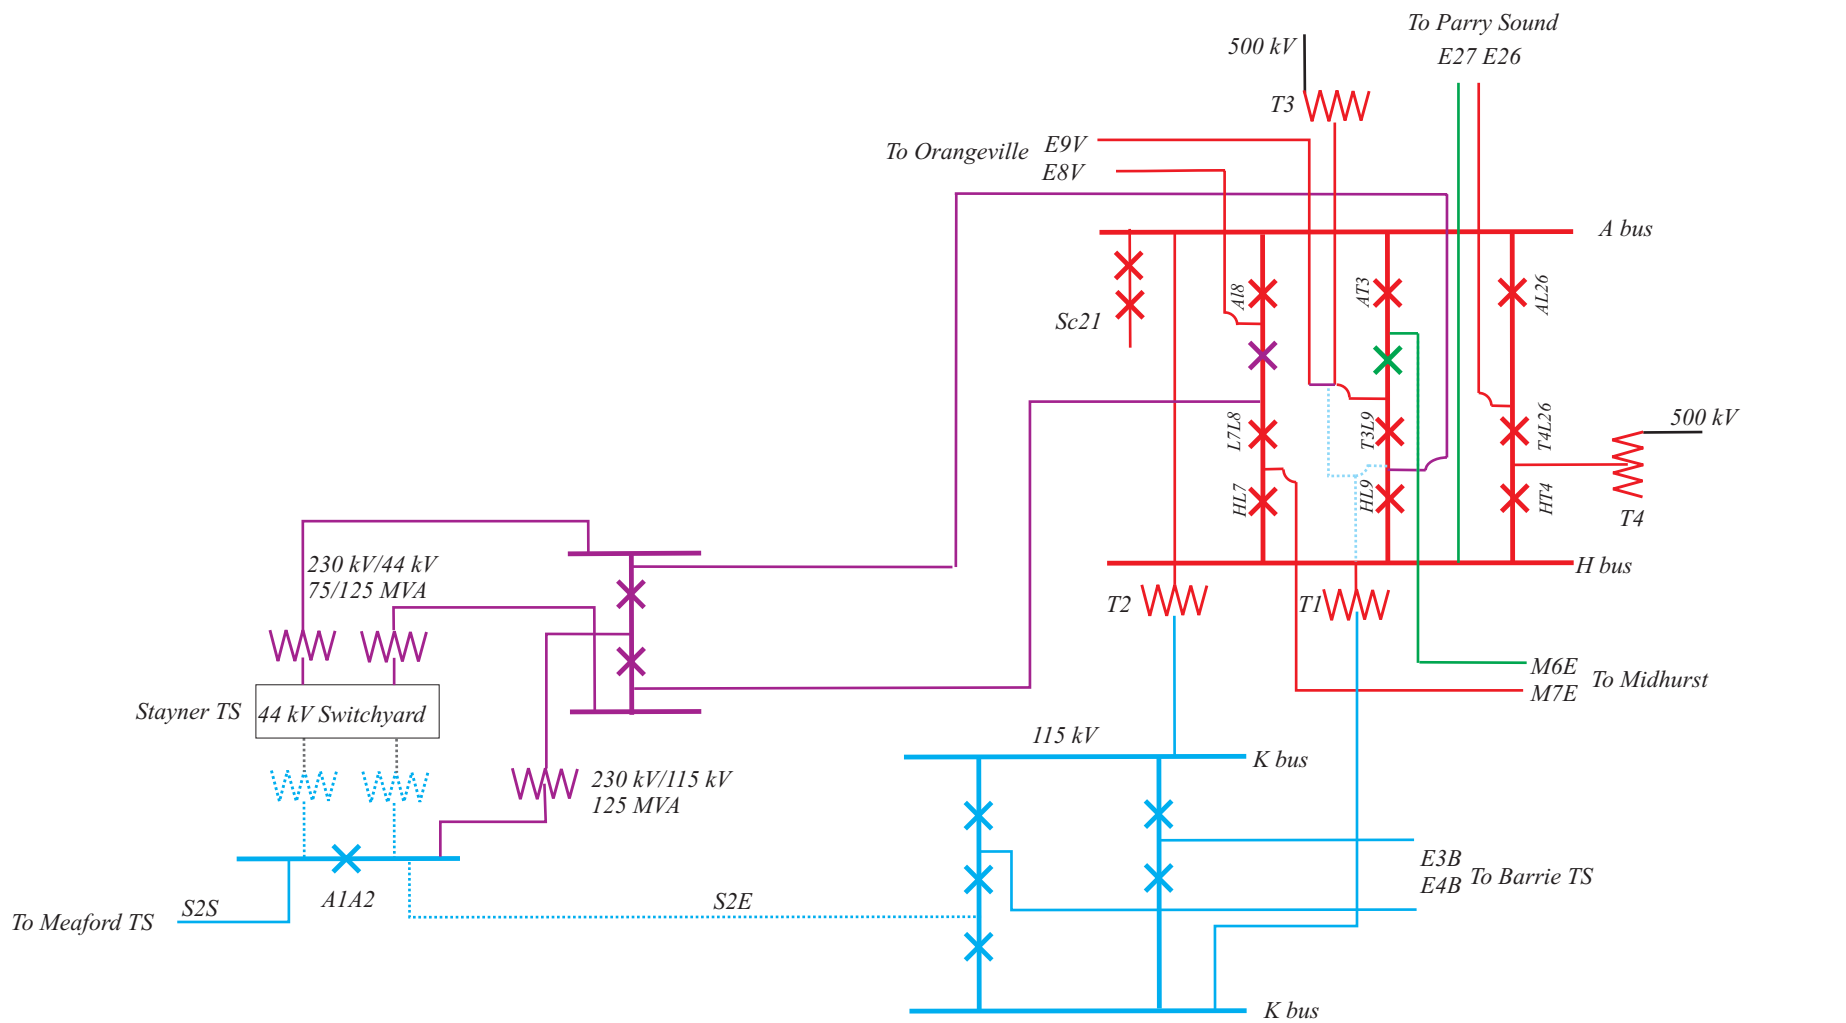 To Parry Sound
E27 E26
500 kV
T3
To Orangeville
E9V
E8V
A bus
Sc21
Al8
AT3
AL26
L7L8
T3L9
T4L26
500 kV
HL7
HL9
HT4
T4
H bus
230 kV/44 kV
75/125 MVA
T2
T1
M6E
M7E
To Midhurst
Stayner TS
44 kV Switchyard
115 kV
K bus
230 kV/115 kV
125 MVA
E3B
E4B
To Barrie TS
A1A2
S2E
S2S
To Meaford TS
K bus